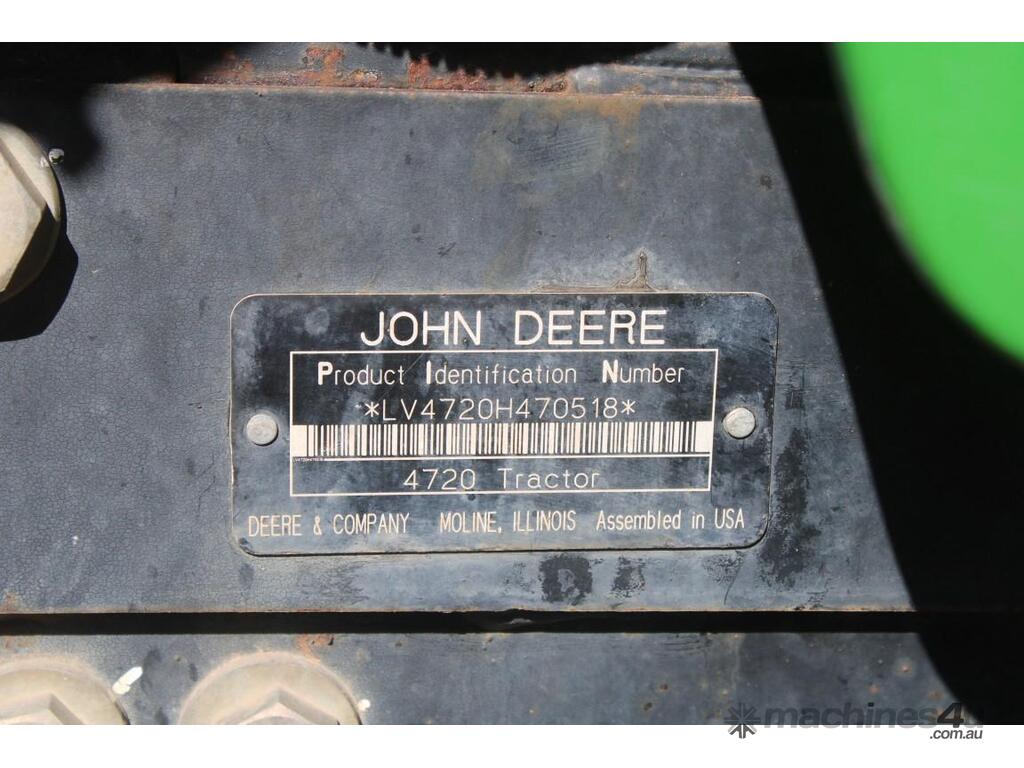 JOHN DEERE
Product Identification Number
*LV4720H470518*
4720 Tractor
DEERE & COMPANY MOLINE, ILLINOIS Assembled in USA
machines4u
.com.au